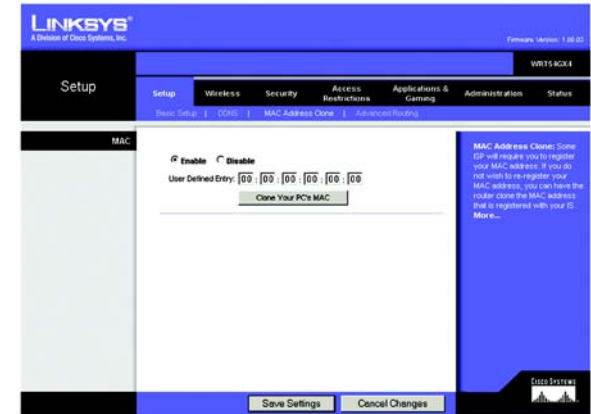 LINKSYS®
A Division of Cisco Systems, Inc.
Firmware Version: 1.00.03
WRT54GX4
Setup
Setup Wireless Security Access Restrictions Applications & Gaming Administration Status
Basic Setup | DDNS | MAC Address Clone | Advanced Routing
MAC
Enable Disable
User Defined Entry: 00 : 00 : 00 : 00 : 00 : 00
Clone Your PC's MAC
MAC Address Clone: Some
ISP will require you to register
your MAC address. If you do
not wish to re-register your
MAC address, you can have the
router clone the MAC address
that is registered with your IS
More...
CISCO SYSTEMS
Save Settings Cancel Changes